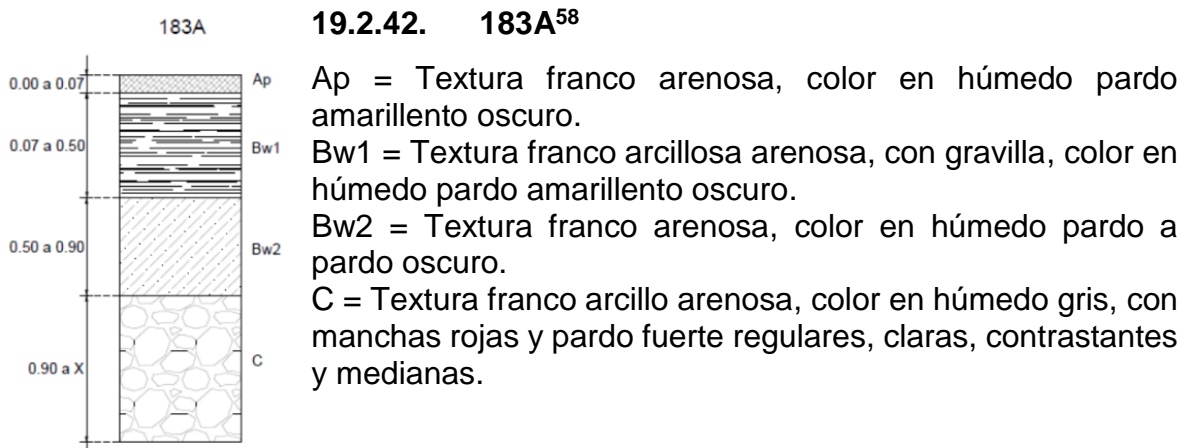 183A
0.00 a 0.07
Ap
0.07 a 0.50
Bw1
0.50 a 0.90
Bw2
0.90 a X
C
19.2.42. 183A58
Ap = Textura franco arenosa, color en húmedo pardo
amarillento oscuro.
Bw1 = Textura franco arcillosa arenosa, con gravilla, color en
húmedo pardo amarillento oscuro.
Bw2 = Textura franco arenosa, color en húmedo pardo a
pardo oscuro.
C = Textura franco arcillo arenosa, color en húmedo gris, con
manchas rojas y pardo fuerte regulares, claras, contrastantes
y medianas.